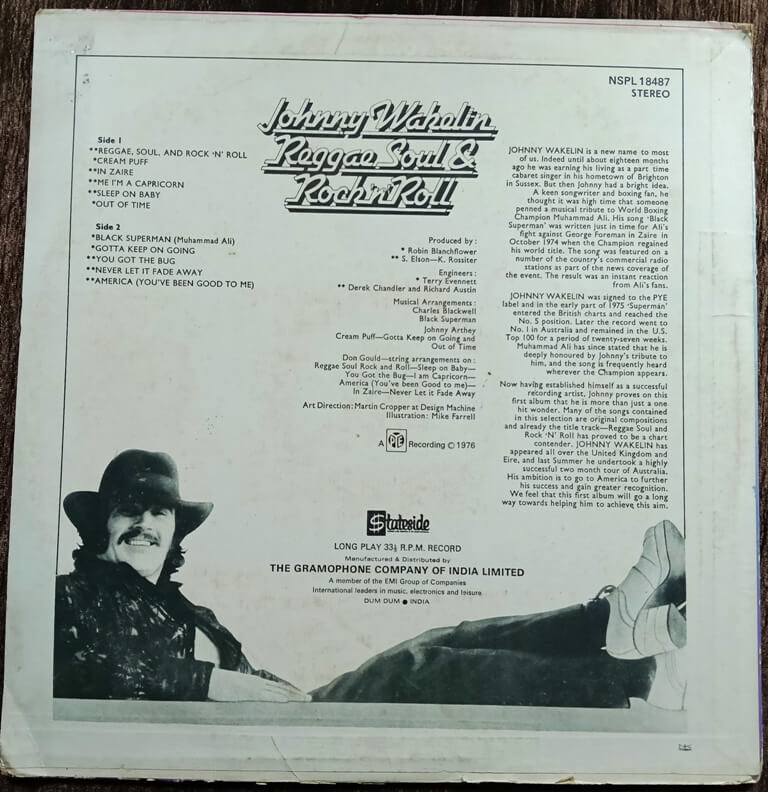 NSPL 18487
STEREO
Johnny Wakelin
Reggae, Soul &
Rock 'n' Roll
Side 1
**REGGAE, SOUL, AND ROCK 'N' ROLL
*CREAM PUFF
**IN ZAIRE
**ME I'M A CAPRICORN
**SLEEP ON BABY
*OUT OF TIME
Side 2
*BLACK SUPERMAN (Muhammad Ali)
*GOTTA KEEP ON GOING
**YOU GOT THE BUG
**NEVER LET IT FADE AWAY
**AMERICA (YOU'VE BEEN GOOD TO ME)
Produced by:
* Robin Blanchflower
** S. Elson—K. Rossiter
Engineers:
* Terry Evennett
** Derek Chandler and Richard Austin
Musical Arrangements:
Charles Blackwell
Black Superman
Johnny Arthey
Cream Puff—Gotta Keep on Going and
Out of Time
Don Gould—string arrangements on:
Reggae Soul Rock and Roll—Sleep on Baby—
You Got the Bug—I am Capricorn—
America (You've been Good to me)—
In Zaire—Never Let it Fade Away
Art Direction: Martin Cropper at Design Machine
Illustration: Mike Farrell
A PYE Recording © 1976
JOHNNY WAKELIN is a new name to most
of us. Indeed until about eighteen months
ago he was earning his living as a part time
cabaret singer in his hometown of Brighton
in Sussex. But then Johnny had a bright idea.
A keen songwriter and boxing fan, he
thought it was high time that someone
penned a musical tribute to World Boxing
Champion Muhammad Ali. His song 'Black
Superman' was written just in time for Ali's
fight against George Foreman in Zaire in
October 1974 when the Champion regained
his world title. The song was featured on a
number of the country's commercial radio
stations as part of the news coverage of
the event. The result was an instant reaction
from Ali's fans.
JOHNNY WAKELIN was signed to the PYE
label and in the early part of 1975 'Superman'
entered the British charts and reached the
No. 5 position. Later the record went to
No. 1 in Australia and remained in the U.S.
Top 100 for a period of twenty-seven weeks.
Muhammad Ali has since stated that he is
deeply honoured by Johnny's tribute to
him, and the song is frequently heard
wherever the Champion appears.
Now having established himself as a successful
recording artist, Johnny proves on this
first album that he is more than just a one
hit wonder. Many of the songs contained
in this selection are original compositions
and already the title track—Reggae Soul and
Rock 'N' Roll has proved to be a chart
contender. JOHNNY WAKELIN has
appeared all over the United Kingdom and
Eire, and last Summer he undertook a highly
successful two month tour of Australia.
His ambition is to go to America to further
his success and gain greater recognition.
We feel that this first album will go a long
way towards helping him to achieve this aim.
Stateside
LONG PLAY 33⅓ R.P.M. RECORD
Manufactured & Distributed by
THE GRAMOPHONE COMPANY OF INDIA LIMITED
A member of the EMI Group of Companies
International leaders in music, electronics and leisure
DUM DUM ● INDIA